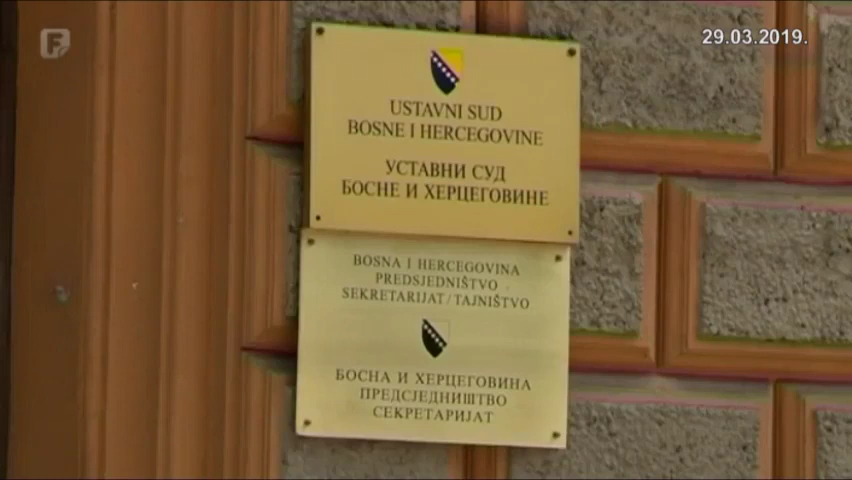 F
29.03.2019.
USTAVNI SUD
BOSNE I HERCEGOVINE
УСТАВНИ СУД
БОСНЕ И ХЕРЦЕГОВИНЕ
BOSNA I HERCEGOVINA
PREDSJEDNIŠTVO
SEKRETARIJAT/TAJNIŠTVO
БОСНА И ХЕРЦЕГОВИНА
ПРЕДСЈЕДНИШТВО
СЕКРЕТАРИЈАТ